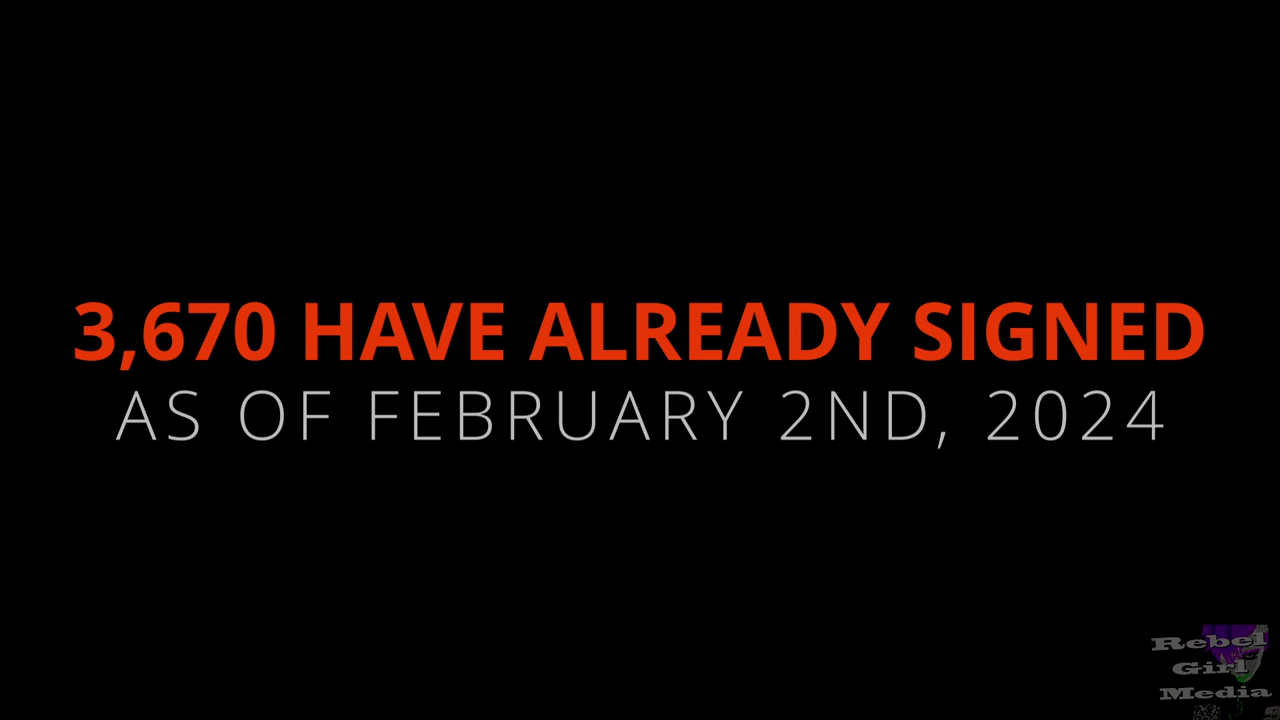 3,670 HAVE ALREADY SIGNED
AS OF FEBRUARY 2ND, 2024
Rebel
Girl
Media